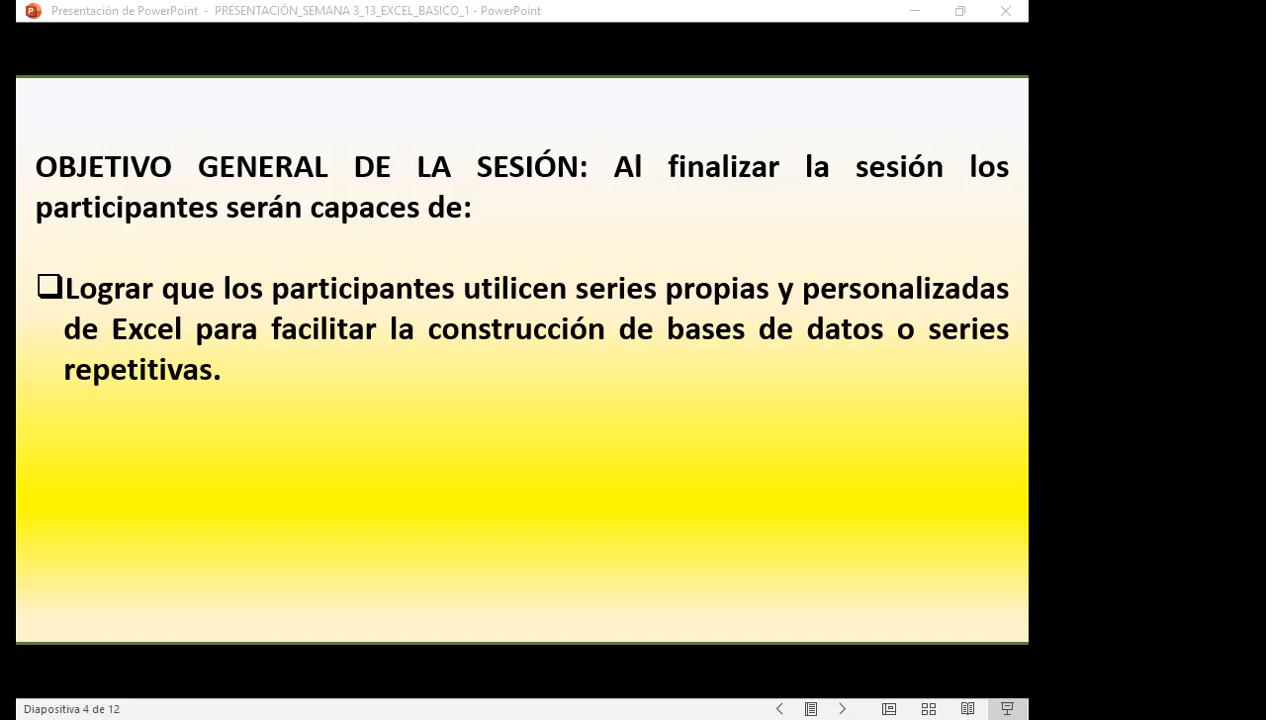 Presentación de PowerPoint - PRESENTACIÓN_SEMANA 3_13_EXCEL_BASICO_1 - PowerPoint
OBJETIVO GENERAL DE LA SESIÓN: Al finalizar la sesión los
participantes serán capaces de:
Lograr que los participantes utilicen series propias y personalizadas
de Excel para facilitar la construcción de bases de datos o series
repetitivas.
Diapositiva 4 de 12